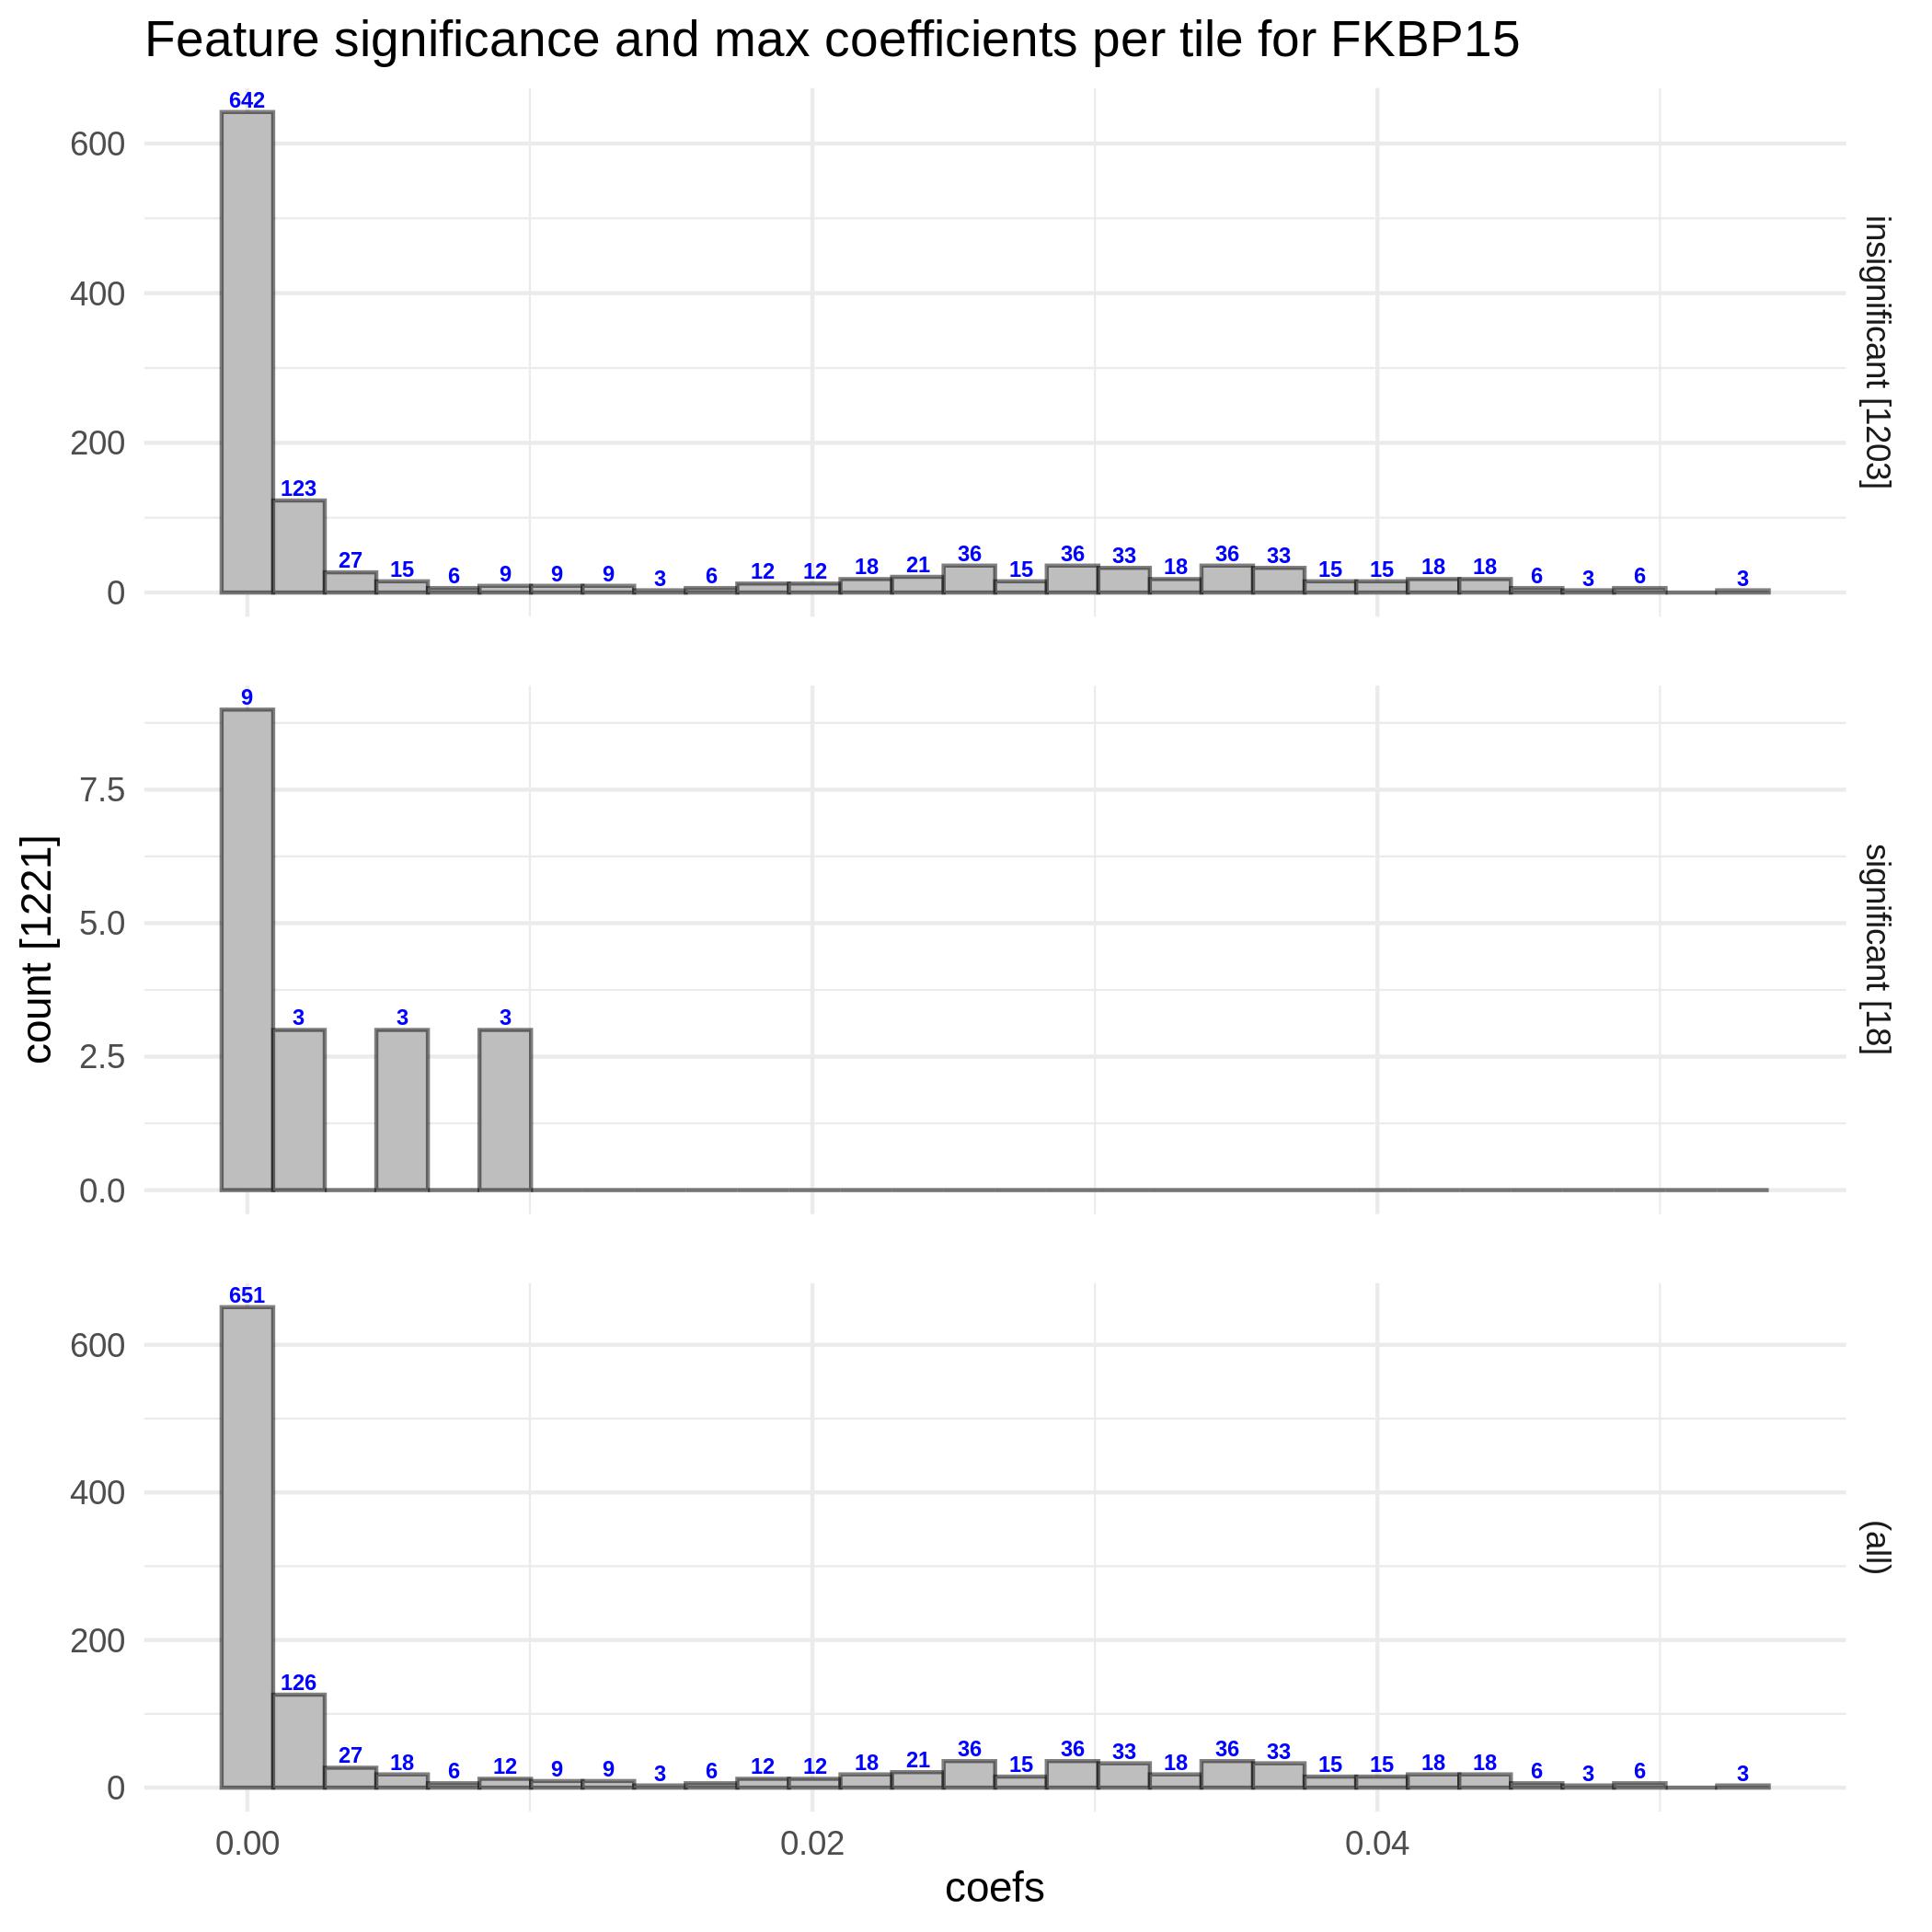 Feature significance and max coefficients per tile for FKBP15
642
600
400
200
0
123 27 15 6 9 9 9 3 6 12 12 18 21 36 15 36 33 18 36 33 15 15 18 18 6 3 6 3
insignificant [1203]
9
7.5
5.0
2.5
0.0
3 3 3
significant [18]
count [1221]
651
600
400
200
0
126 27 18 6 12 9 9 3 6 12 12 18 21 36 15 36 33 18 36 33 15 15 18 18 6 3 6 3
(all)
0.00 0.02 0.04
coefs